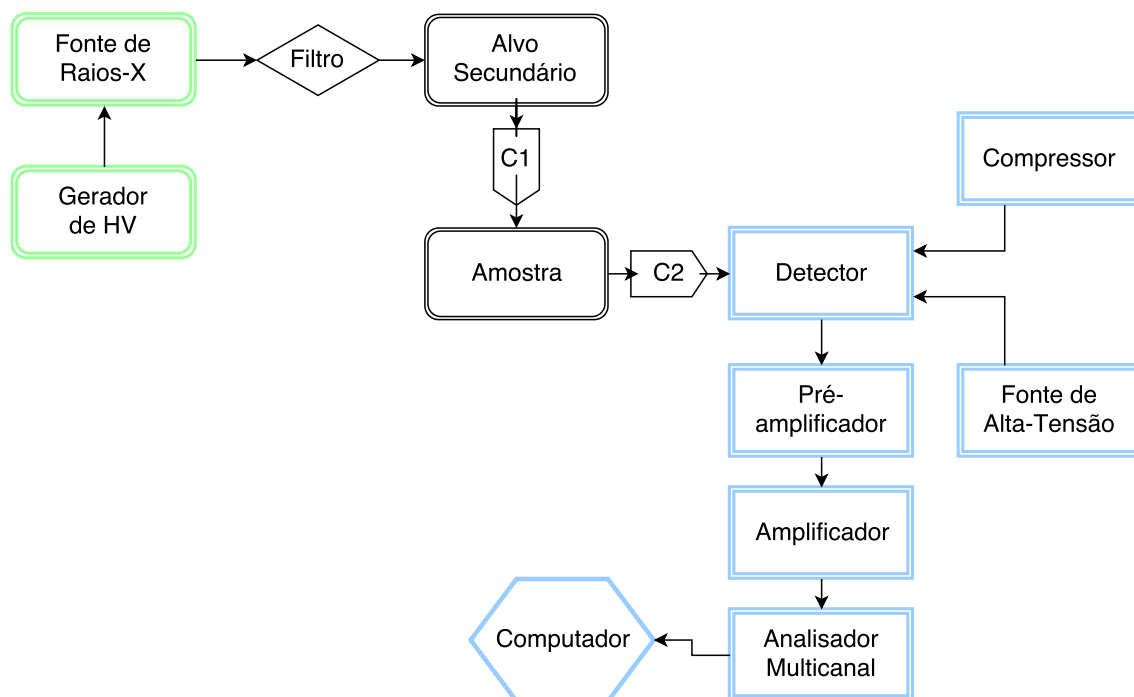 Fonte de
Raios-X
Filtro
Alvo
Secundário
Gerador
de HV
C1
Compressor
Amostra
C2
Detector
Pré-
amplificador
Fonte de
Alta-Tensão
Amplificador
Computador
Analisador
Multicanal